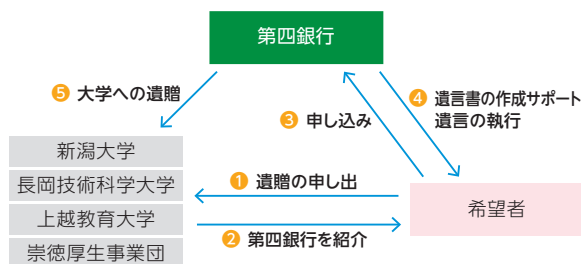 第四銀行
❺ 大学への遺贈
❹ 遺言書の作成サポート
遺言の執行
❸ 申し込み
新潟大学
長岡技術科学大学
上越教育大学
崇徳厚生事業団
❶ 遺贈の申し出
❷ 第四銀行を紹介
希望者